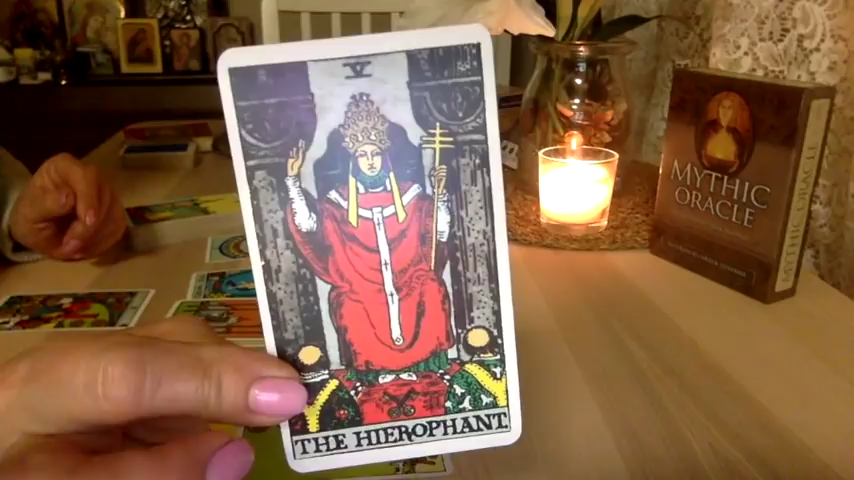 V
THE HIEROPHANT
MYTHIC
ORACLE
MYTHIC ORACLE